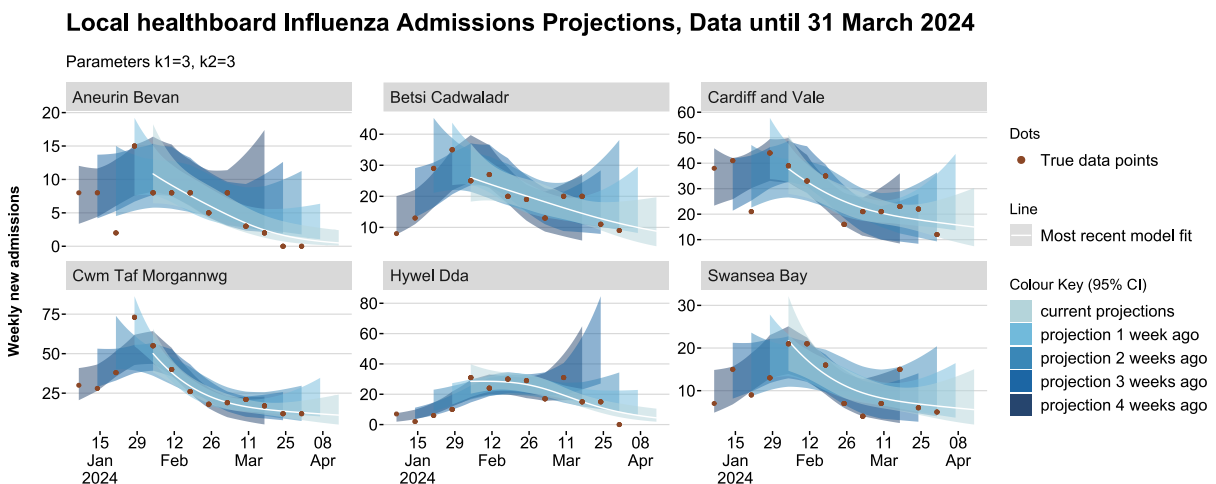 Local healthboard Influenza Admissions Projections, Data until 31 March 2024
Parameters k1=3, k2=3
Weekly new admissions
Aneurin Bevan
20
15
10
5
0
Betsi Cadwaladr
40
30
20
10
Cardiff and Vale
60
50
40
30
20
10
Cwm Taf Morgannwg
75
50
25
Hywel Dda
80
60
40
20
0
Swansea Bay
30
20
10
15 29 12 26 11 25 08
Jan Feb Mar Apr
2024
15 29 12 26 11 25 08
Jan Feb Mar Apr
2024
15 29 12 26 11 25 08
Jan Feb Mar Apr
2024
Dots
True data points
Line
Most recent model fit
Colour Key (95% CI)
current projections
projection 1 week ago
projection 2 weeks ago
projection 3 weeks ago
projection 4 weeks ago